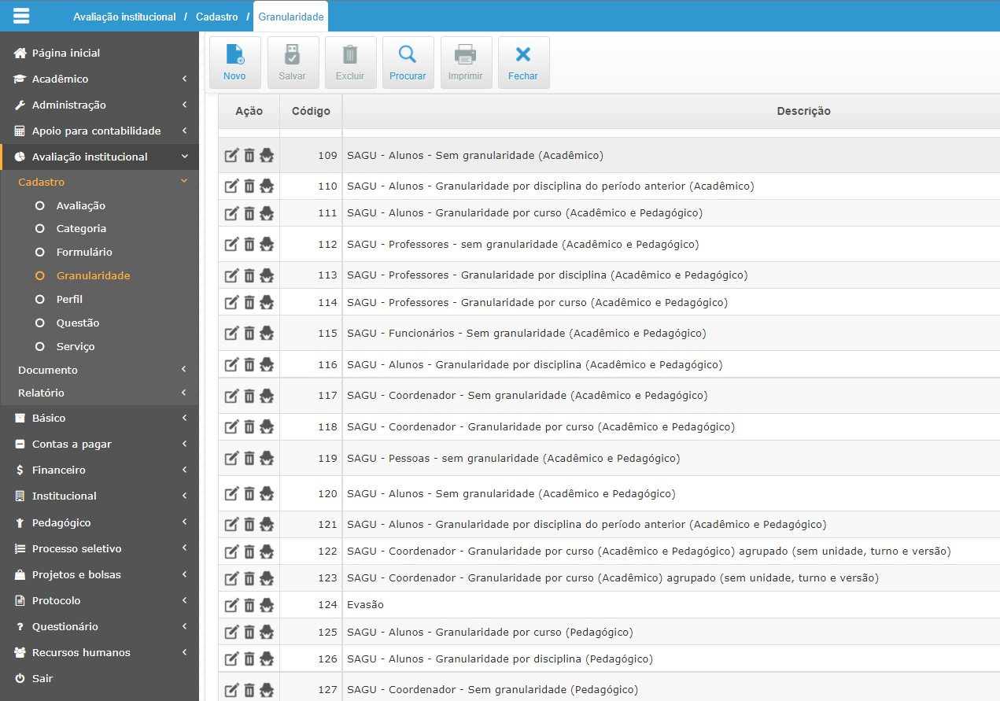 Avaliação institucional / Cadastro / Granularidade
Página inicial
Acadêmico
Administração
Apoio para contabilidade
Avaliação institucional
Cadastro
Avaliação
Categoria
Formulário
Granularidade
Perfil
Questão
Serviço
Documento
Relatório
Básico
Contas a pagar
Financeiro
Institucional
Pedagógico
Processo seletivo
Projetos e bolsas
Protocolo
Questionário
Recursos humanos
Sair
Novo Salvar Excluir Procurar Imprimir Fechar
Ação Código Descrição
109 SAGU - Alunos - Sem granularidade (Acadêmico)
110 SAGU - Alunos - Granularidade por disciplina do período anterior (Acadêmico)
111 SAGU - Alunos - Granularidade por curso (Acadêmico e Pedagógico)
112 SAGU - Professores - sem granularidade (Acadêmico e Pedagógico)
113 SAGU - Professores - Granularidade por disciplina (Acadêmico e Pedagógico)
114 SAGU - Professores - Granularidade por curso (Acadêmico e Pedagógico)
115 SAGU - Funcionários - Sem granularidade (Acadêmico e Pedagógico)
116 SAGU - Alunos - Granularidade por disciplina (Acadêmico e Pedagógico)
117 SAGU - Coordenador - Sem granularidade (Acadêmico e Pedagógico)
118 SAGU - Coordenador - Granularidade por curso (Acadêmico e Pedagógico)
119 SAGU - Pessoas - sem granularidade (Acadêmico e Pedagógico)
120 SAGU - Alunos - Sem granularidade (Acadêmico e Pedagógico)
121 SAGU - Alunos - Granularidade por disciplina do período anterior (Acadêmico e Pedagógico)
122 SAGU - Coordenador - Granularidade por curso (Acadêmico e Pedagógico) agrupado (sem unidade, turno e versão)
123 SAGU - Coordenador - Granularidade por curso (Acadêmico) agrupado (sem unidade, turno e versão)
124 Evasão
125 SAGU - Alunos - Granularidade por curso (Pedagógico)
126 SAGU - Alunos - Granularidade por disciplina (Pedagógico)
127 SAGU - Coordenador - Sem granularidade (Pedagógico)